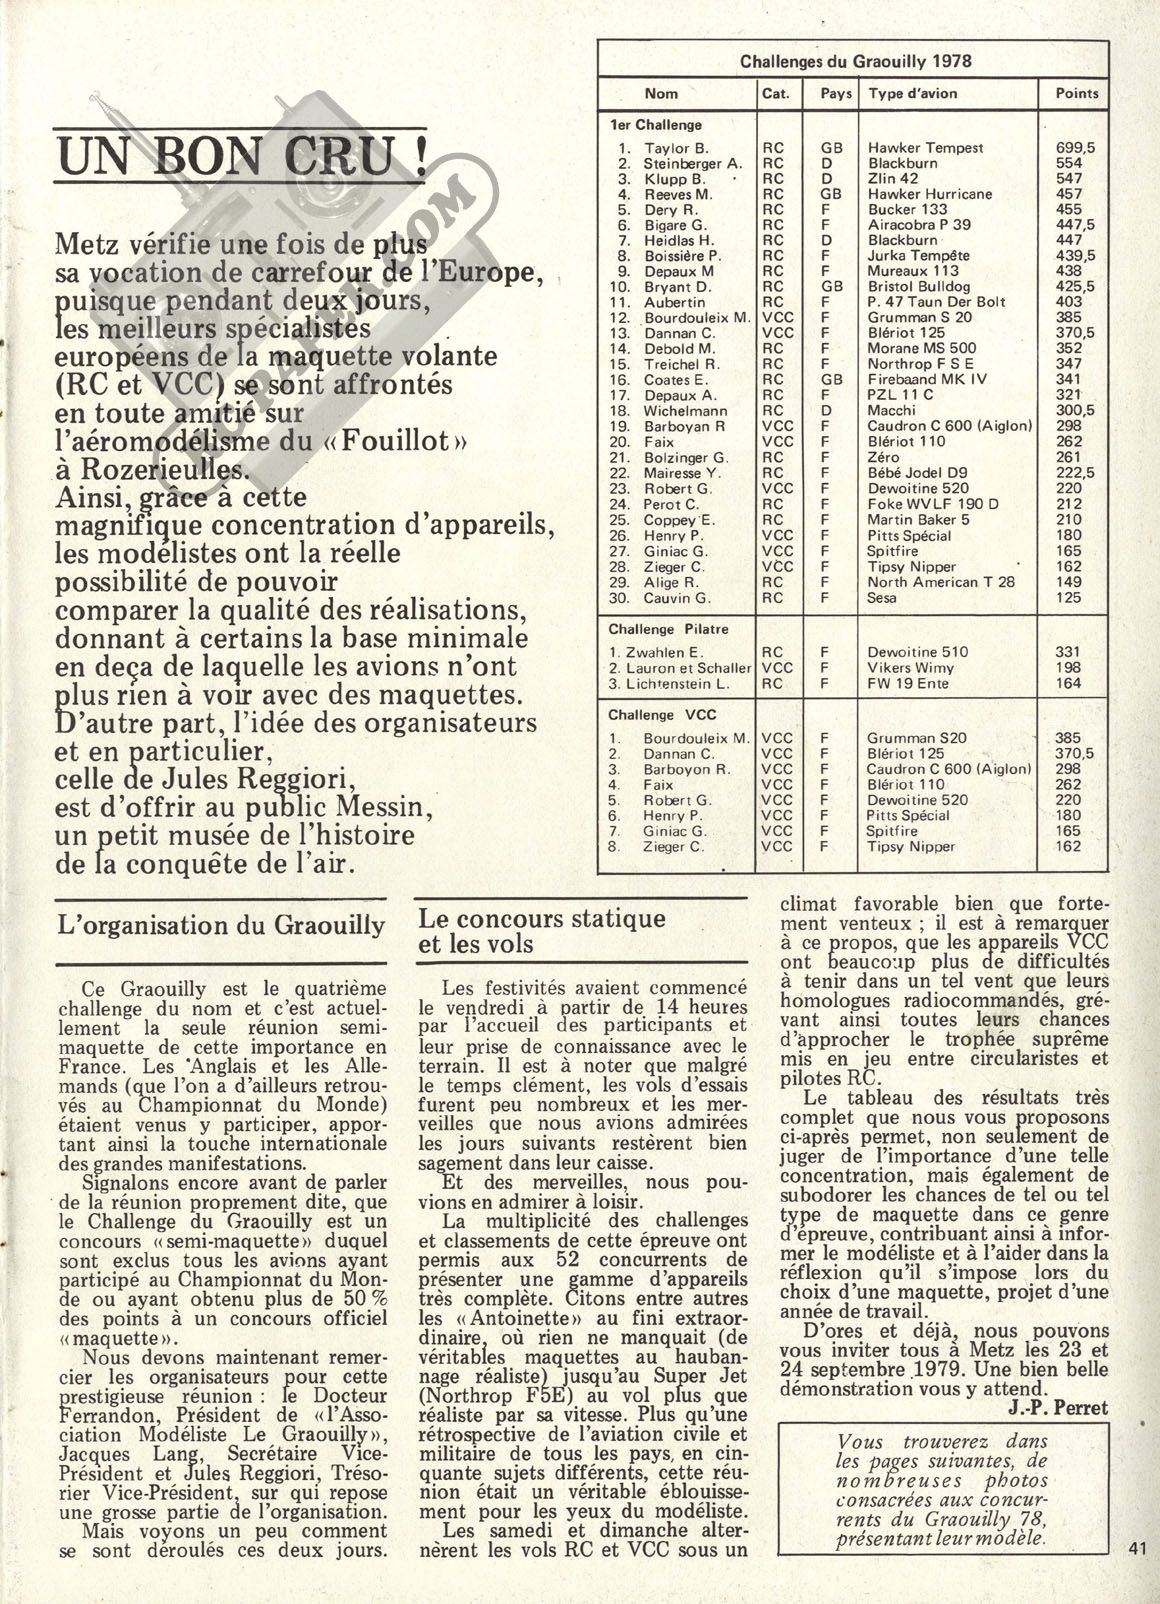 UN BON CRU !
Metz vérifie une fois de plus
sa vocation de carrefour de l'Europe,
puisque pendant deux jours,
les meilleurs spécialistes
européens de la maquette volante
(RC et VCC) se sont affrontés
en toute amitié sur
l'aéromodélisme du «Fouillot»
à Rozerieulles.
Ainsi, grâce à cette
magnifique concentration d'appareils,
les modélistes ont la réelle
possibilité de pouvoir
comparer la qualité des réalisations,
donnant à certains la base minimale
en deça de laquelle les avions n'ont
plus rien à voir avec des maquettes.
D'autre part, l'idée des organisateurs
et en particulier,
celle de Jules Reggiori,
est d'offrir au public Messin,
un petit musée de l'histoire
de la conquête de l'air.
RCPAPER.COM
Challenges du Graouilly 1978
Nom Cat. Pays Type d'avion Points
1er Challenge
1. Taylor B. RC GB Hawker Tempest 699,5
2. Steinberger A. RC D Blackburn 554
3. Klupp B. RC D Zlin 42 547
4. Reeves M. RC GB Hawker Hurricane 457
5. Dery R. RC F Bucker 133 455
6. Bigare G. RC F Airacobra P 39 447,5
7. Heidlas H. RC D Blackburn 447
8. Boissière P. RC F Jurka Tempête 439,5
9. Depaux M RC F Mureaux 113 438
10. Bryant D. RC GB Bristol Bulldog 425,5
11. Aubertin RC F P. 47 Taun Der Bolt 403
12. Bourdouleix M. VCC F Grumman S 20 385
13. Dannan C. VCC F Blériot 125 370,5
14. Debold M. RC F Morane MS 500 352
15. Treichel R. RC F Northrop F S E 347
16. Coates E. RC GB Firebaand MK IV 341
17. Depaux A. RC F PZL 11 C 321
18. Wichelmann RC D Macchi 300,5
19. Barboyan R VCC F Caudron C 600 (Aiglon) 298
20. Faix VCC F Blériot 110 262
21. Bolzinger G. RC F Zéro 261
22. Mairesse Y. RC F Bébé Jodel D9 222,5
23. Robert G. VCC F Dewoitine 520 220
24. Perot C. RC F Foke WVLF 190 D 212
25. Coppey E. RC F Martin Baker 5 210
26. Henry P. VCC F Pitts Spécial 180
27. Giniac G. VCC F Spitfire 165
28. Zieger C. VCC F Tipsy Nipper 162
29. Alige R. RC F North American T 28 149
30. Cauvin G. RC F Sesa 125
Challenge Pilatre
1. Zwahlen E. RC F Dewoitine 510 331
2. Lauron et Schaller VCC F Vikers Wimy 198
3. Lichtenstein L. RC F FW 19 Ente 164
Challenge VCC
1. Bourdouleix M. VCC F Grumman S20 385
2. Dannan C. VCC F Blériot 125 370,5
3. Barboyon R. VCC F Caudron C 600 (Aiglon) 298
4. Faix VCC F Blériot 110 262
5. Robert G. VCC F Dewoitine 520 220
6. Henry P. VCC F Pitts Spécial 180
7. Giniac G. VCC F Spitfire 165
8. Zieger C. VCC F Tipsy Nipper 162
L'organisation du Graouilly
Ce Graouilly est le quatrième
challenge du nom et c'est actuel-
lement la seule réunion semi-
maquette de cette importance en
France. Les Anglais et les Alle-
mands (que l'on a d'ailleurs retrou-
vés au Championnat du Monde)
étaient venus y participer, appor-
tant ainsi la touche internationale
des grandes manifestations.
Signalons encore avant de parler
de la réunion proprement dite, que
le Challenge du Graouilly est un
concours «semi-maquette» duquel
sont exclus tous les avions ayant
participé au Championnat du Mon-
de ou ayant obtenu plus de 50 %
des points à un concours officiel
«maquette».
Nous devons maintenant remer-
cier les organisateurs pour cette
prestigieuse réunion : le Docteur
Ferrandon, Président de «l'Asso-
ciation Modéliste Le Graouilly»,
Jacques Lang, Secrétaire Vice-
Président et Jules Reggiori, Tréso-
rier Vice-Président, sur qui repose
une grosse partie de l'organisation.
Mais voyons un peu comment
se sont déroulés ces deux jours.
Le concours statique
et les vols
Les festivités avaient commencé
le vendredi à partir de 14 heures
par l'accueil des participants et
leur prise de connaissance avec le
terrain. Il est à noter que malgré
le temps clément, les vols d'essais
furent peu nombreux et les mer-
veilles que nous avions admirées
les jours suivants restèrent bien
sagement dans leur caisse.
Et des merveilles, nous pou-
vions en admirer à loisir.
La multiplicité des challenges
et classements de cette épreuve ont
permis aux 52 concurrents de
présenter une gamme d'appareils
très complète. Citons entre autres
les «Antoinette» au fini extraor-
dinaire, où rien ne manquait (de
véritables maquettes au hauban-
nage réaliste) jusqu'au Super Jet
(Northrop F5E) au vol plus que
réaliste par sa vitesse. Plus qu'une
rétrospective de l'aviation civile et
militaire de tous les pays, en cin-
quante sujets différents, cette réu-
nion était un véritable éblouisse-
ment pour les yeux du modéliste.
Les samedi et dimanche alter-
nèrent les vols RC et VCC sous un
climat favorable bien que forte-
ment venteux ; il est à remarquer
à ce propos, que les appareils VCC
ont beaucoup plus de difficultés
à tenir dans un tel vent que leurs
homologues radiocommandés, gré-
vant ainsi toutes leurs chances
d'approcher le trophée suprême
mis en jeu entre circularistes et
pilotes RC.
Le tableau des résultats très
complet que nous vous proposons
ci-après permet, non seulement de
juger de l'importance d'une telle
concentration, mais également de
subodorer les chances de tel ou tel
type de maquette dans ce genre
d'épreuve, contribuant ainsi à infor-
mer le modéliste et à l'aider dans la
réflexion qu'il s'impose lors du
choix d'une maquette, projet d'une
année de travail.
D'ores et déjà, nous pouvons
vous inviter tous à Metz les 23 et
24 septembre 1979. Une bien belle
démonstration vous y attend.
J.-P. Perret
Vous trouverez dans
les pages suivantes, de
nombreuses photos
consacrées aux concur-
rents du Graouilly 78,
présentant leur modèle.
41